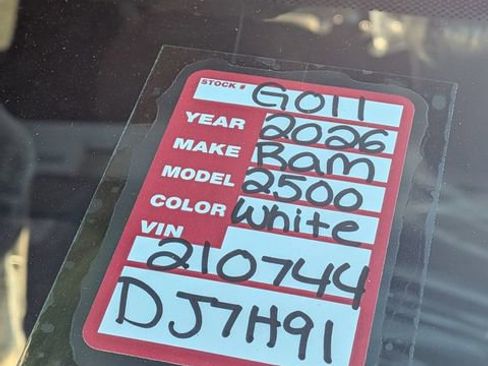 STOCK # G011
YEAR 2026
MAKE Ram
MODEL 2500
COLOR White
VIN
210744
DJ7H91